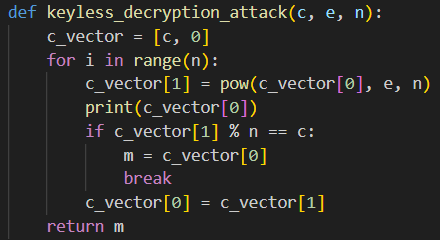 def keyless_decryption_attack(c, e, n):
    c_vector = [c, 0]
    for i in range(n):
        c_vector[1] = pow(c_vector[0], e, n)
        print(c_vector[0])
        if c_vector[1] % n == c:
            m = c_vector[0]
            break
        c_vector[0] = c_vector[1]
    return m